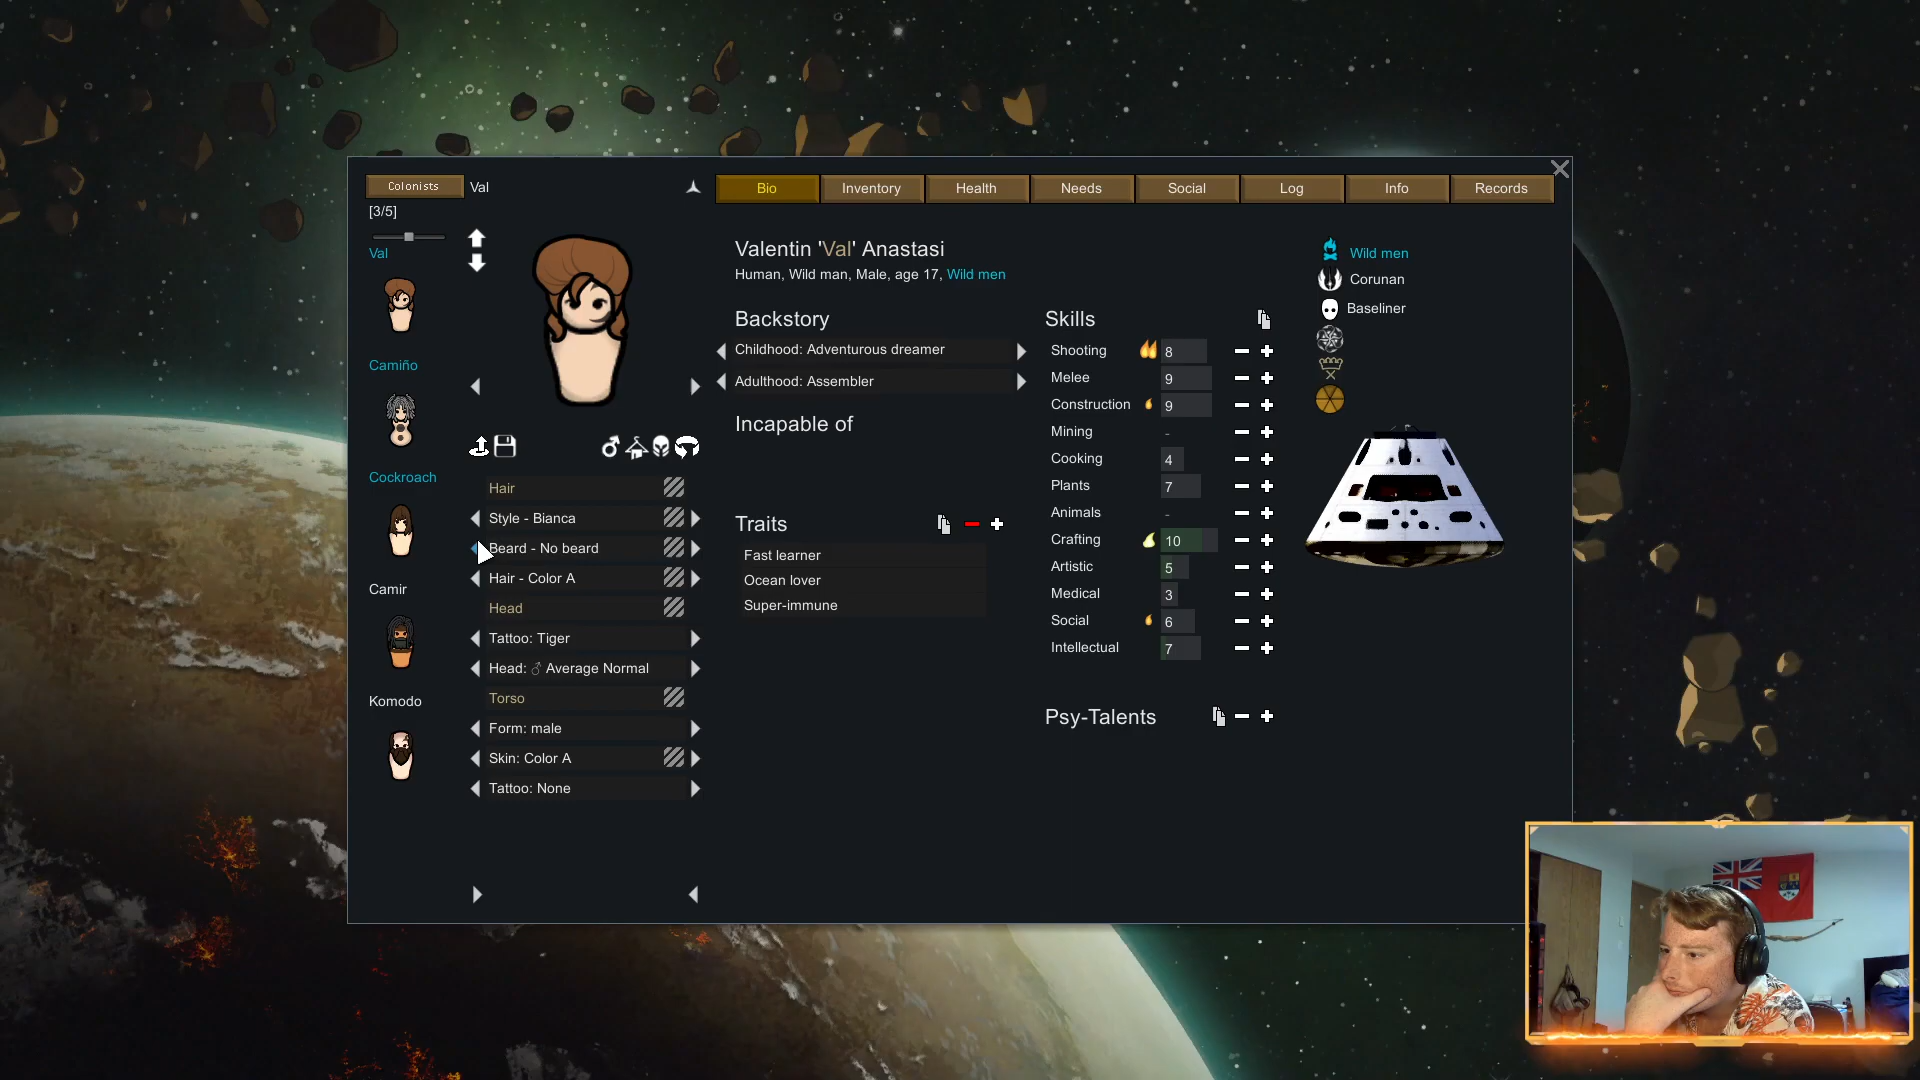 Colonists
Val
[3/5]
Bio
Inventory
Health
Needs
Social
Log
Info
Records
Val
Camiño
Cockroach
Camir
Komodo
Hair
Style - Bianca
Beard - No beard
Hair - Color A
Head
Tattoo: Tiger
Head: ♂ Average Normal
Torso
Form: male
Skin: Color A
Tattoo: None
Valentin 'Val' Anastasi
Human, Wild man, Male, age 17, Wild men
Backstory
Childhood: Adventurous dreamer
Adulthood: Assembler
Incapable of
Traits
Fast learner
Ocean lover
Super-immune
Skills
Shooting 8
Melee 9
Construction 9
Mining -
Cooking 4
Plants 7
Animals -
Crafting 10
Artistic 5
Medical 3
Social 6
Intellectual 7
Psy-Talents
Wild men
Corunan
Baseliner